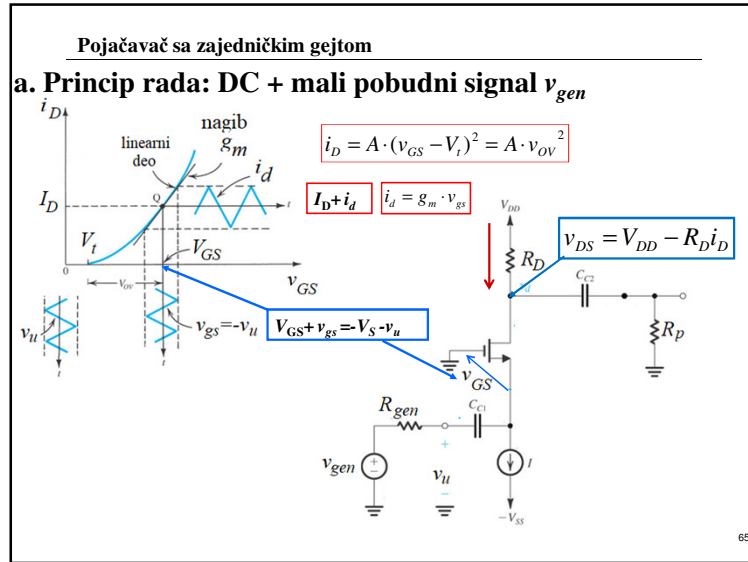 Pojačavač sa zajedničkim gejtom
a. Princip rada: DC + mali pobudni signal v_gen
i_D
nagib
g_m
linearni
deo
i_d
i_D = A·(v_GS − V_t)² = A·v_OV²
I_D
Q
t
I_D+i_d
i_d = g_m · v_gs
V_t
V_GS
0
V_OV
v_GS
V_DD
R_D
v_DS = V_DD − R_D i_D
C_C2
R_p
v_u
t
v_gs=-v_u
t
V_GS+ v_gs =-V_S -v_u
v_GS
R_gen
C_C1
v_gen
+
−
+
v_u
−
I
−V_SS
65